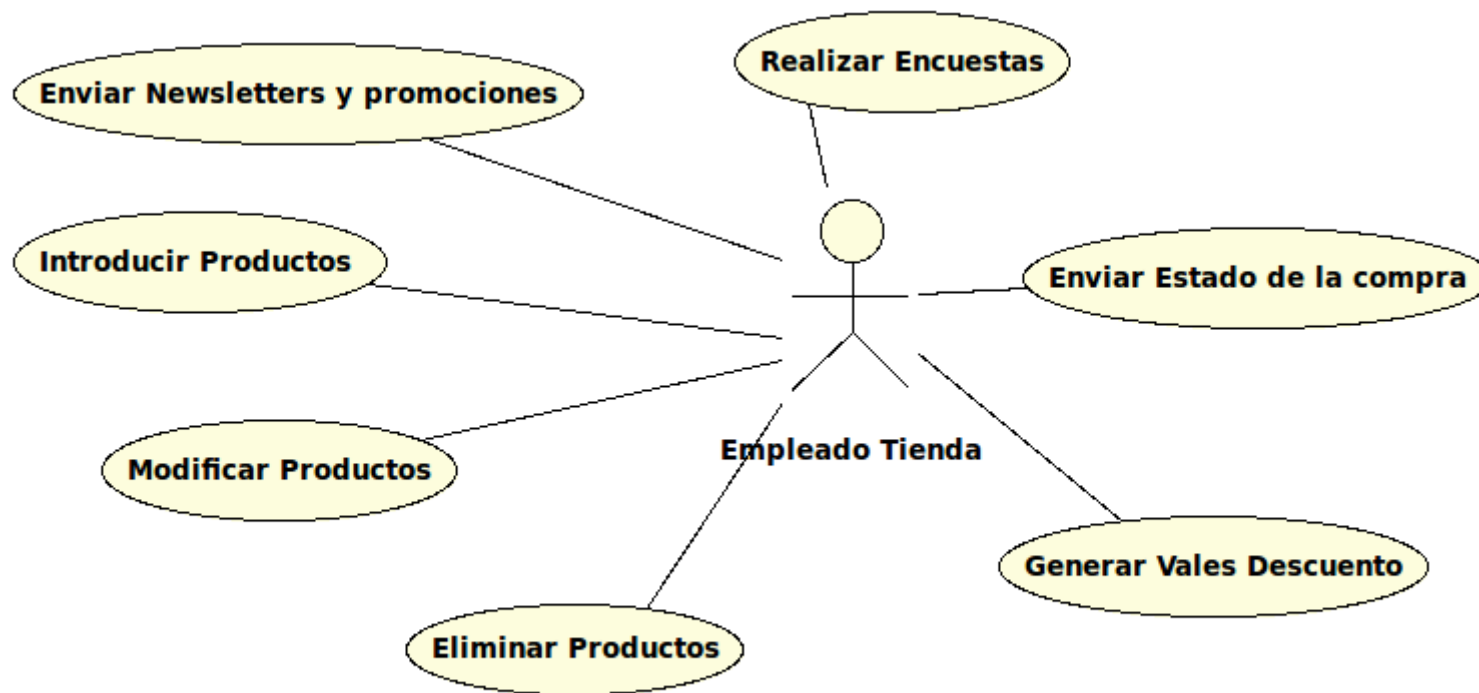 Realizar Encuestas
Enviar Newsletters y promociones
Introducir Productos
Enviar Estado de la compra
Empleado Tienda
Modificar Productos
Generar Vales Descuento
Eliminar Productos